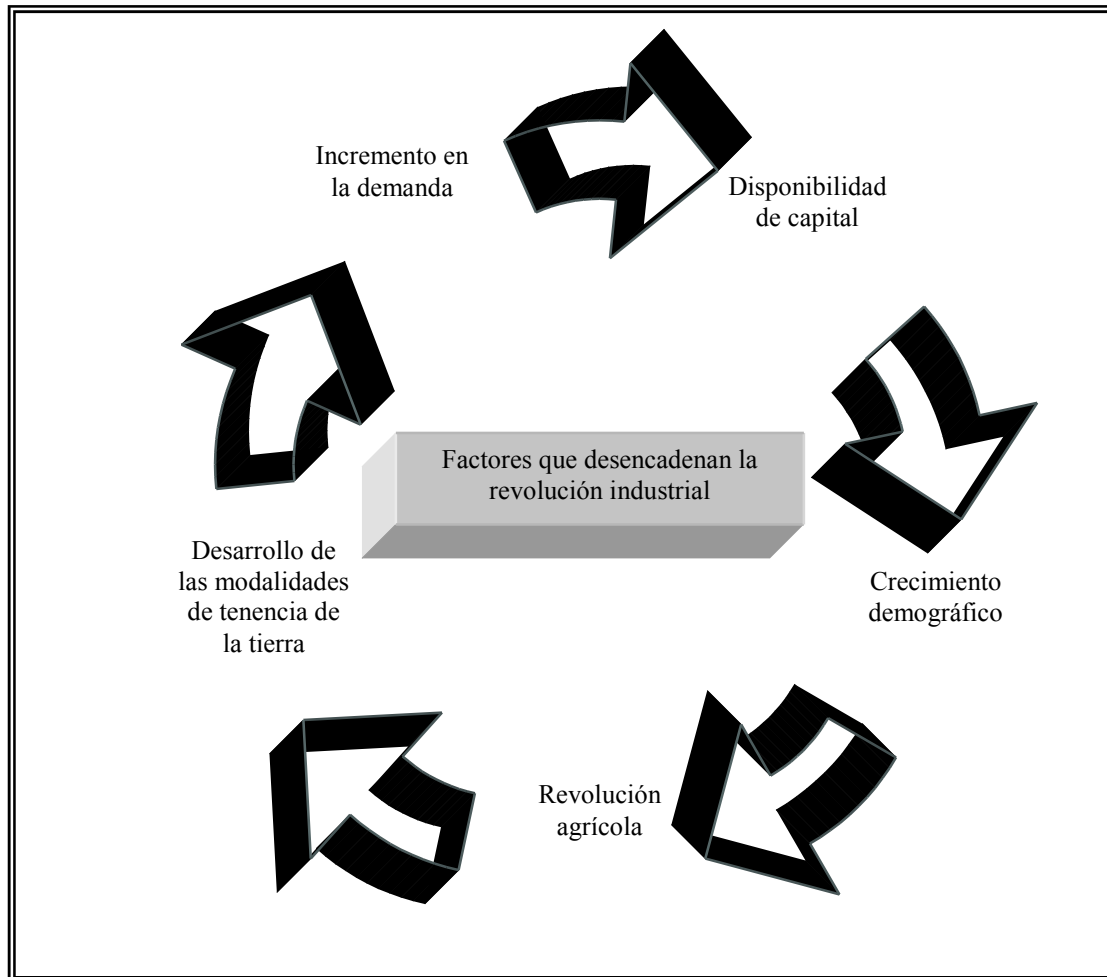 Incremento en
la demanda
Disponibilidad
de capital
Factores que desencadenan la
revolución industrial
Desarrollo de
las modalidades
de tenencia de
la tierra
Crecimiento
demográfico
Revolución
agrícola